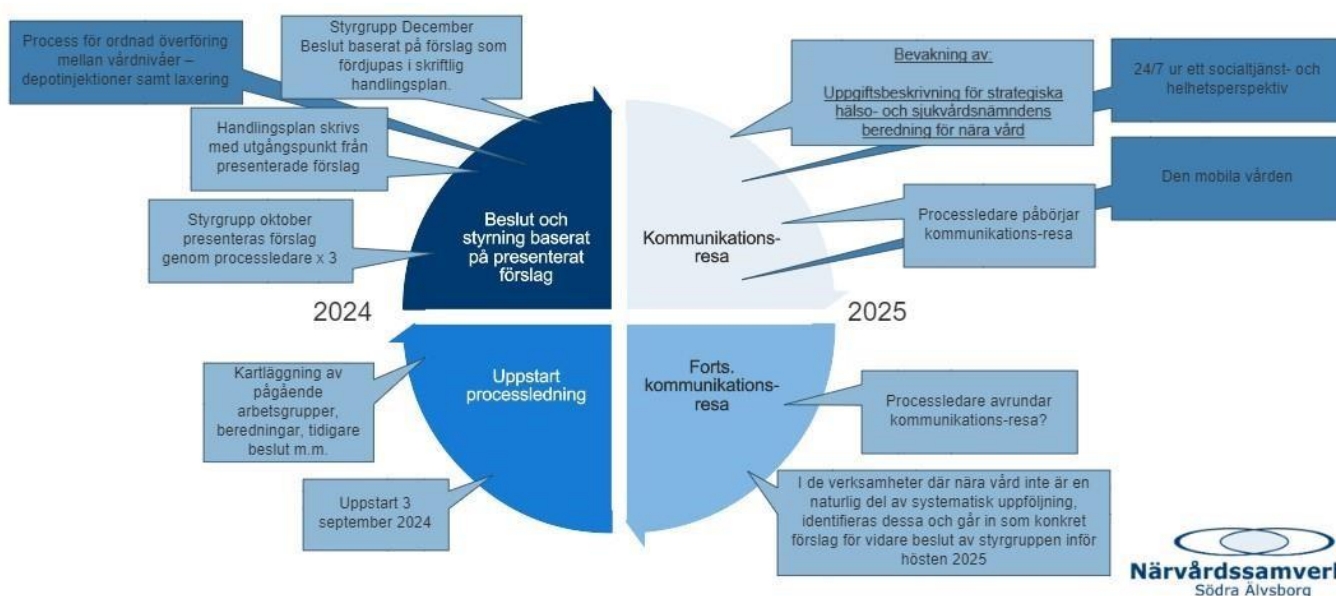 Process för ordnad överföring
mellan vårdnivåer –
depotinjektioner samt laxering
Styrgrupp December
Beslut baserat på förslag som
fördjupas i skriftlig
handlingsplan.
Handlingsplan skrivs
med utgångspunkt från
presenterade förslag
Styrgrupp oktober
presenteras förslag
genom processledare x 3
Beslut och
styrning baserat
på presenterat
förslag
2024
Kartläggning av
pågående
arbetsgrupper,
beredningar, tidigare
beslut m.m.
Uppstart 3
september 2024
Uppstart
processledning
Bevakning av:
Uppgiftsbeskrivning för strategiska
hälso- och sjukvårdsnämndens
beredning för nära vård
24/7 ur ett socialtjänst- och
helhetsperspektiv
Den mobila vården
Processledare påbörjar
kommunikations-resa
Kommunikations-
resa
2025
Forts.
kommunikations-
resa
Processledare avrundar
kommunikations-resa?
I de verksamheter där nära vård inte är en
naturlig del av systematisk uppföljning,
identifieras dessa och går in som konkret
förslag för vidare beslut av styrgruppen inför
hösten 2025
Närvårdssamverk
Södra Älvsborg